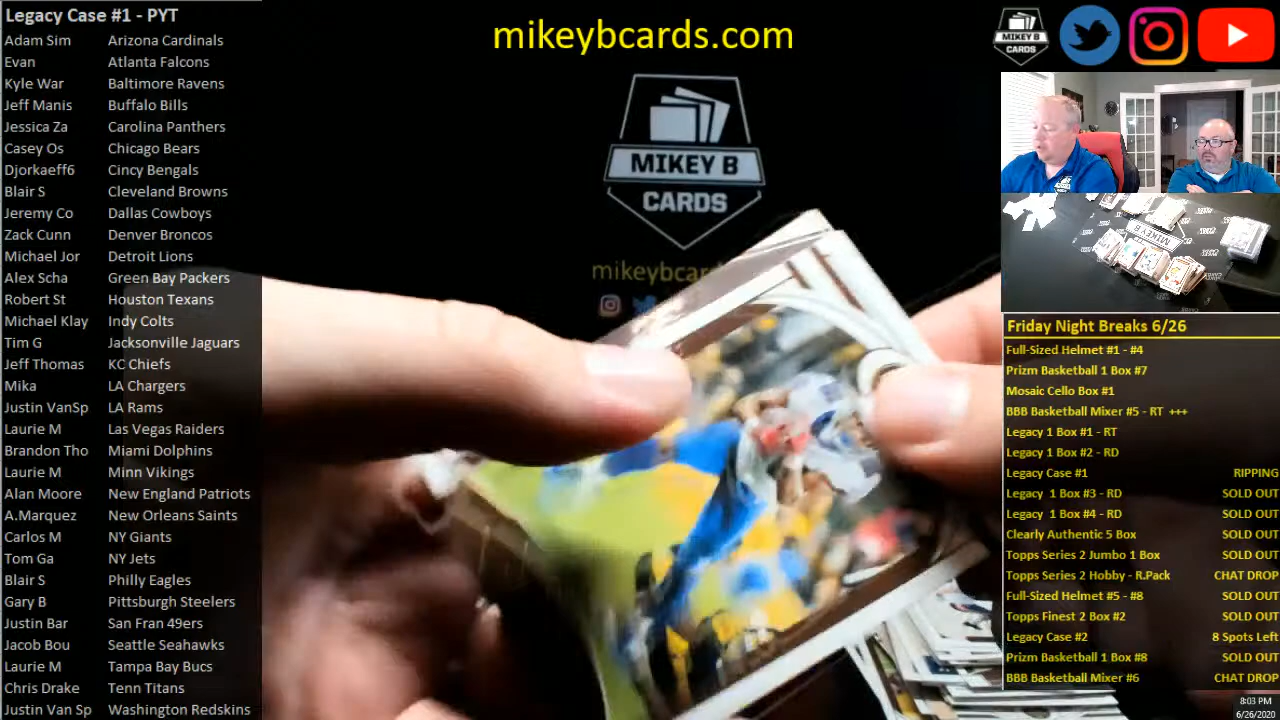 Legacy Case #1 - PYT
Adam Sim Arizona Cardinals
Evan Atlanta Falcons
Kyle War Baltimore Ravens
Jeff Manis Buffalo Bills
Jessica Za Carolina Panthers
Casey Os Chicago Bears
Djorkaeff6 Cincy Bengals
Blair S Cleveland Browns
Jeremy Co Dallas Cowboys
Zack Cunn Denver Broncos
Michael Jor Detroit Lions
Alex Scha Green Bay Packers
Robert St Houston Texans
Michael Klay Indy Colts
Tim G Jacksonville Jaguars
Jeff Thomas KC Chiefs
Mika LA Chargers
Justin VanSp LA Rams
Laurie M Las Vegas Raiders
Brandon Tho Miami Dolphins
Laurie M Minn Vikings
Alan Moore New England Patriots
A.Marquez New Orleans Saints
Carlos M NY Giants
Tom Ga NY Jets
Blair S Philly Eagles
Gary B Pittsburgh Steelers
Justin Bar San Fran 49ers
Jacob Bou Seattle Seahawks
Laurie M Tampa Bay Bucs
Chris Drake Tenn Titans
Justin Van Sp Washington Redskins
mikeybcards.com
MIKEY B
CARDS
mikeybcar
MIKEY B
CARDS
MIKEY B
Friday Night Breaks 6/26
Full-Sized Helmet #1 - #4
Prizm Basketball 1 Box #7
Mosaic Cello Box #1
BBB Basketball Mixer #5 - RT +++
Legacy 1 Box #1 - RT
Legacy 1 Box #2 - RD
Legacy Case #1 RIPPING
Legacy 1 Box #3 - RD SOLD OUT
Legacy 1 Box #4 - RD SOLD OUT
Clearly Authentic 5 Box SOLD OUT
Topps Series 2 Jumbo 1 Box SOLD OUT
Topps Series 2 Hobby - R.Pack CHAT DROP
Full-Sized Helmet #5 - #8 SOLD OUT
Topps Finest 2 Box #2 SOLD OUT
Legacy Case #2 8 Spots Left
Prizm Basketball 1 Box #8 SOLD OUT
BBB Basketball Mixer #6 CHAT DROP
8:03 PM
6/26/2020